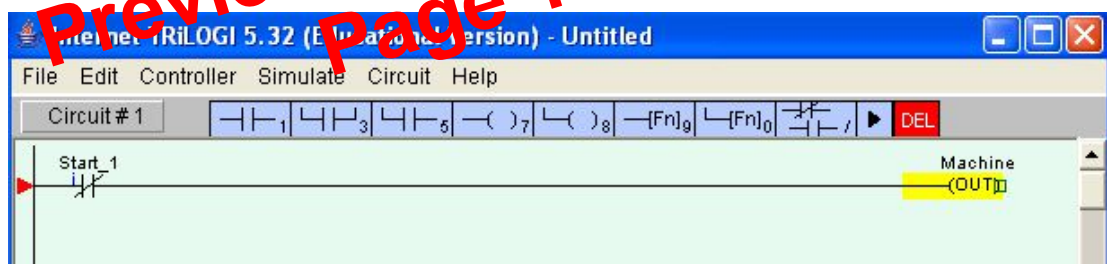 Preview
Page 1
Internet TRiLOGI 5.32 (Educational Version) - Untitled
File Edit Controller Simulate Circuit Help
Circuit # 1 1 3 5 7 8 [Fn]9 [Fn]0 / DEL
Start_1 Machine
i (OUT)